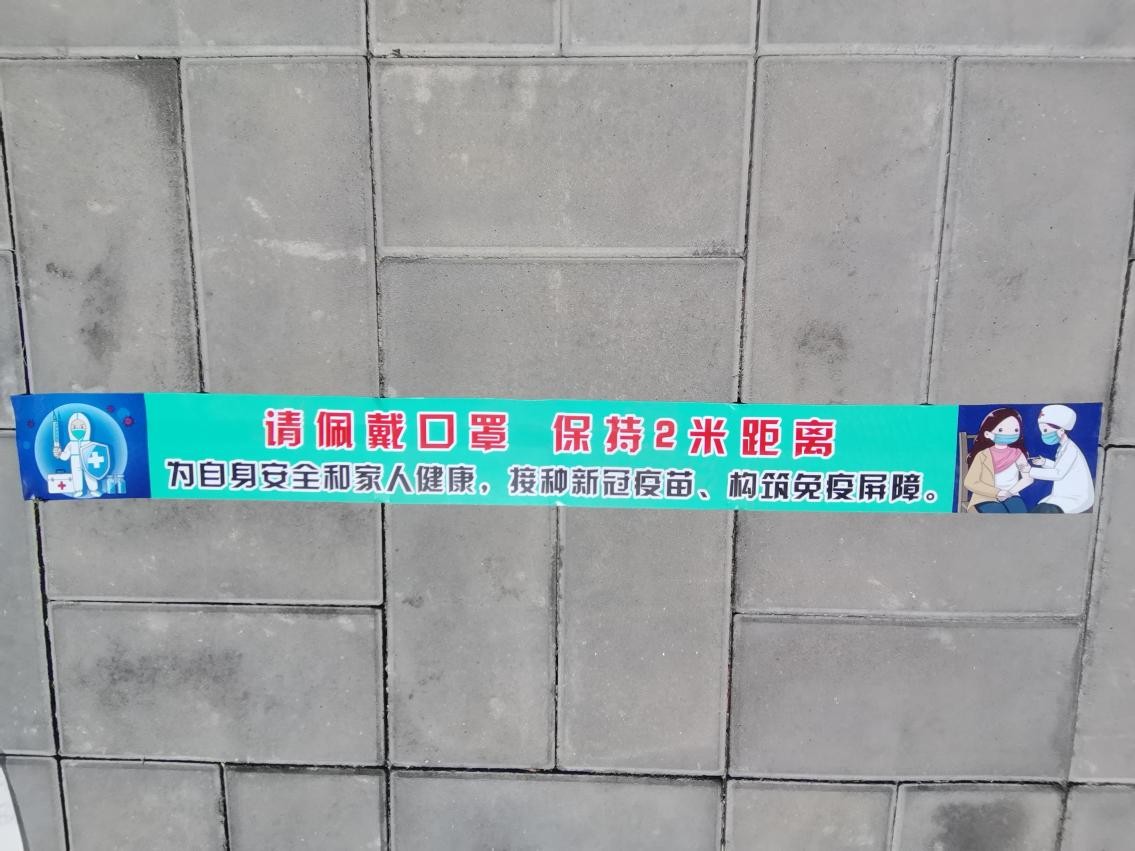 请佩戴口罩 保持2米距离
为自身安全和家人健康，接种新冠疫苗、构筑免疫屏障。